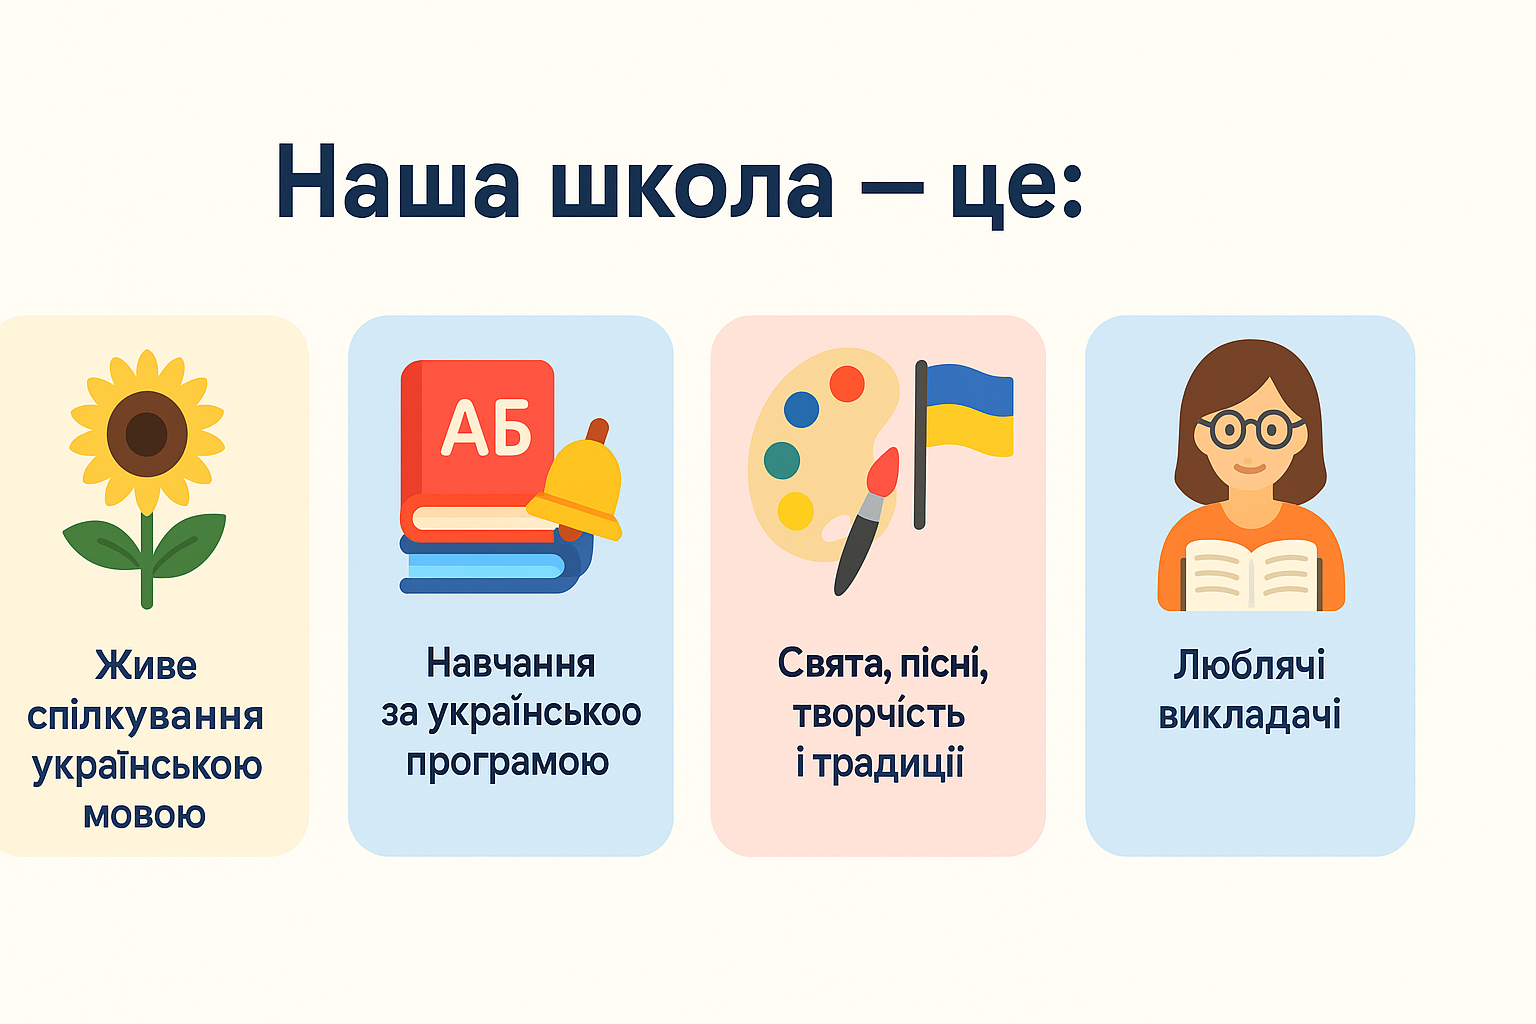 Наша школа – це:
АБ
Живе
спілкування
українською
мовою
Навчання
за українськоо
програмою
Свята, пісні,
творчість
і традиції
Люблячі
викладачі